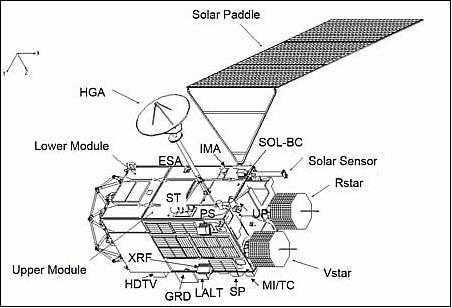 Solar Paddle
X
Y
Z
HGA
Lower Module
ESA
IMA
SOL-BC
Solar Sensor
Rstar
ST
PS
UP
Upper Module
XRF
HDTV
GRD
LALT
SP
MI/TC
Vstar